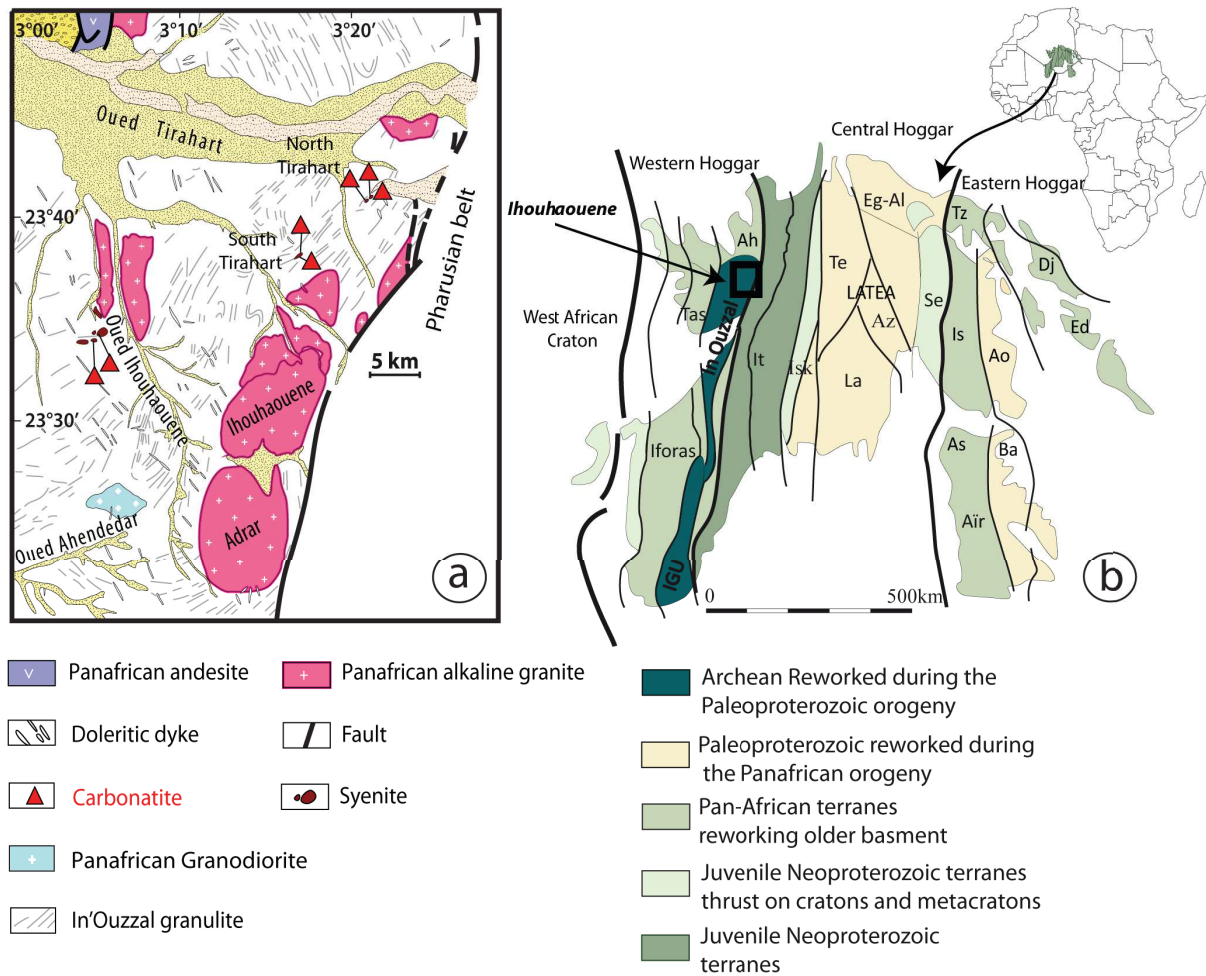 3°00'
3°10'
3°20'
Oued Tirahart
North
Tirahart
23°40'
South
Tirahart
Pharusian belt
5 km
Oued Ihouhaouene
Ihouhaouene
23°30'
Adrar
Oued Ahendedar
a
Central Hoggar
Western Hoggar
Eastern Hoggar
Ihouhaouene
Eg-Al
Tz
Ah
Te
Dj
LATEA
Tas
Az
Se
Ed
West African
Craton
In Ouzzal
It
Isk
Is
Ao
La
Iforas
As
Ba
Aïr
IGU
0
500km
b
Panafrican andesite
Panafrican alkaline granite
Doleritic dyke
Fault
Carbonatite
Syenite
Panafrican Granodiorite
In'Ouzzal granulite
Archean Reworked during the
Paleoproterozoic orogeny
Paleoproterozoic reworked during
the Panafrican orogeny
Pan-African terranes
reworking older basment
Juvenile Neoproterozoic terranes
thrust on cratons and metacratons
Juvenile Neoproterozoic
terranes